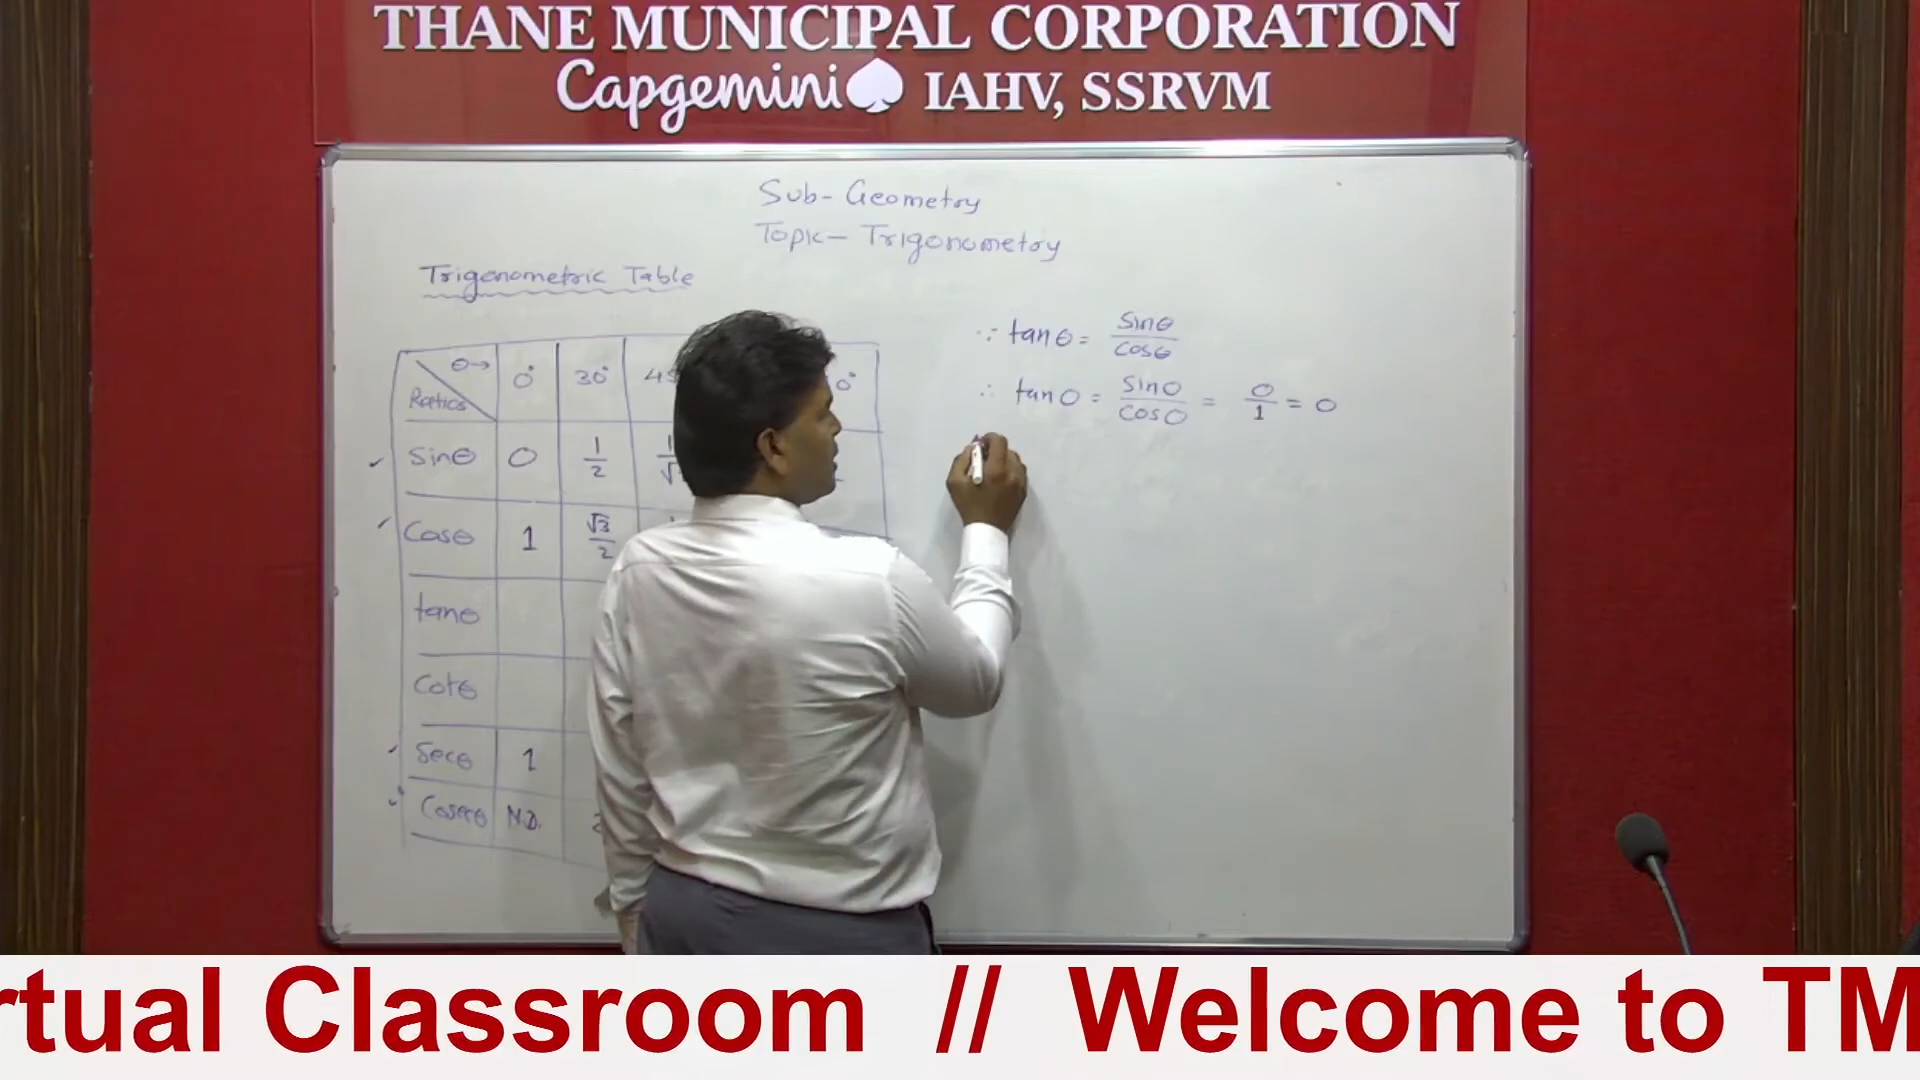 THANE MUNICIPAL CORPORATION
Capgemini IAHV, SSRVM
Sub- Geometry
Topic- Trigonometry
Trigonometric Table
θ→ 0° 30°
Ratios
Sinθ 0 1/2
Cosθ 1 √3/2
tanθ
Cotθ
Secθ 1
Cosecθ N.D.
∵ tanθ = Sinθ/Cosθ
∴ tan0 = Sin0/Cos0 = 0/1 = 0
rtual Classroom // Welcome to TM